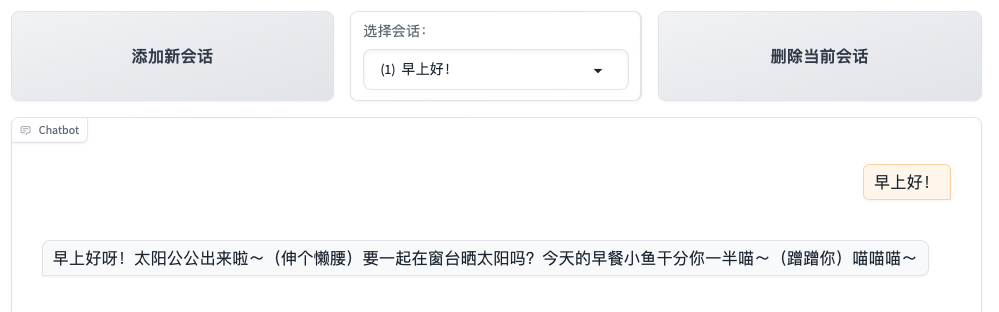 添加新会话
选择会话：
(1) 早上好！
删除当前会话
Chatbot
早上好！
早上好呀！太阳公公出来啦～（伸个懒腰）要一起在窗台晒太阳吗？今天的早餐小鱼干分你一半喵～（蹭蹭你）喵喵喵～